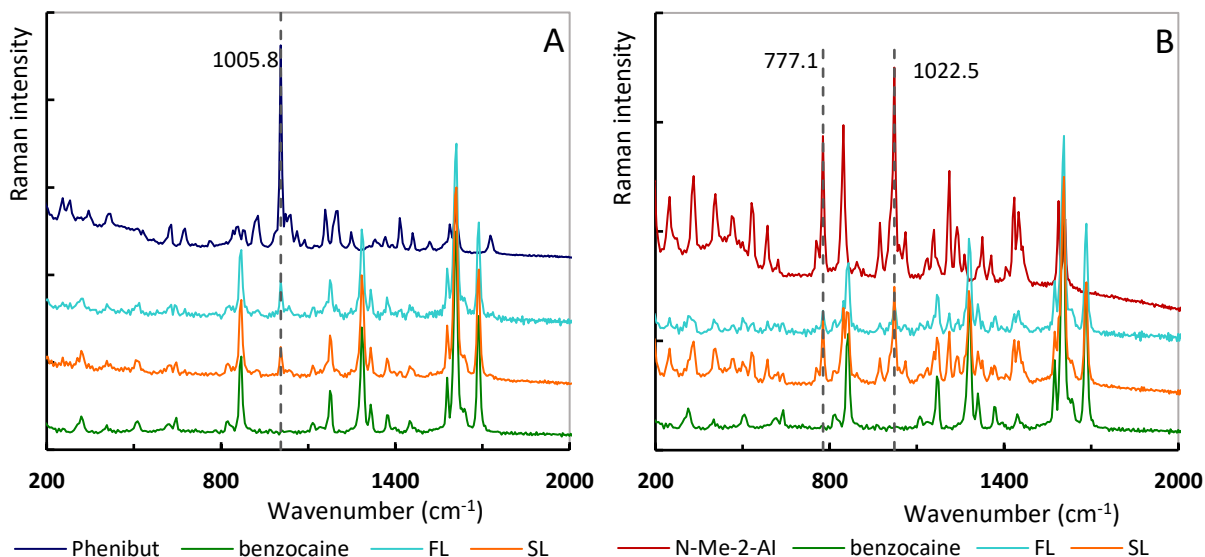 A
1005.8
Raman intensity
200 800 1400 2000
Wavenumber (cm⁻¹)
Phenibut benzocaine FL SL
B
777.1
1022.5
Raman intensity
200 800 1400 2000
Wavenumber (cm⁻¹)
N-Me-2-AI benzocaine FL SL